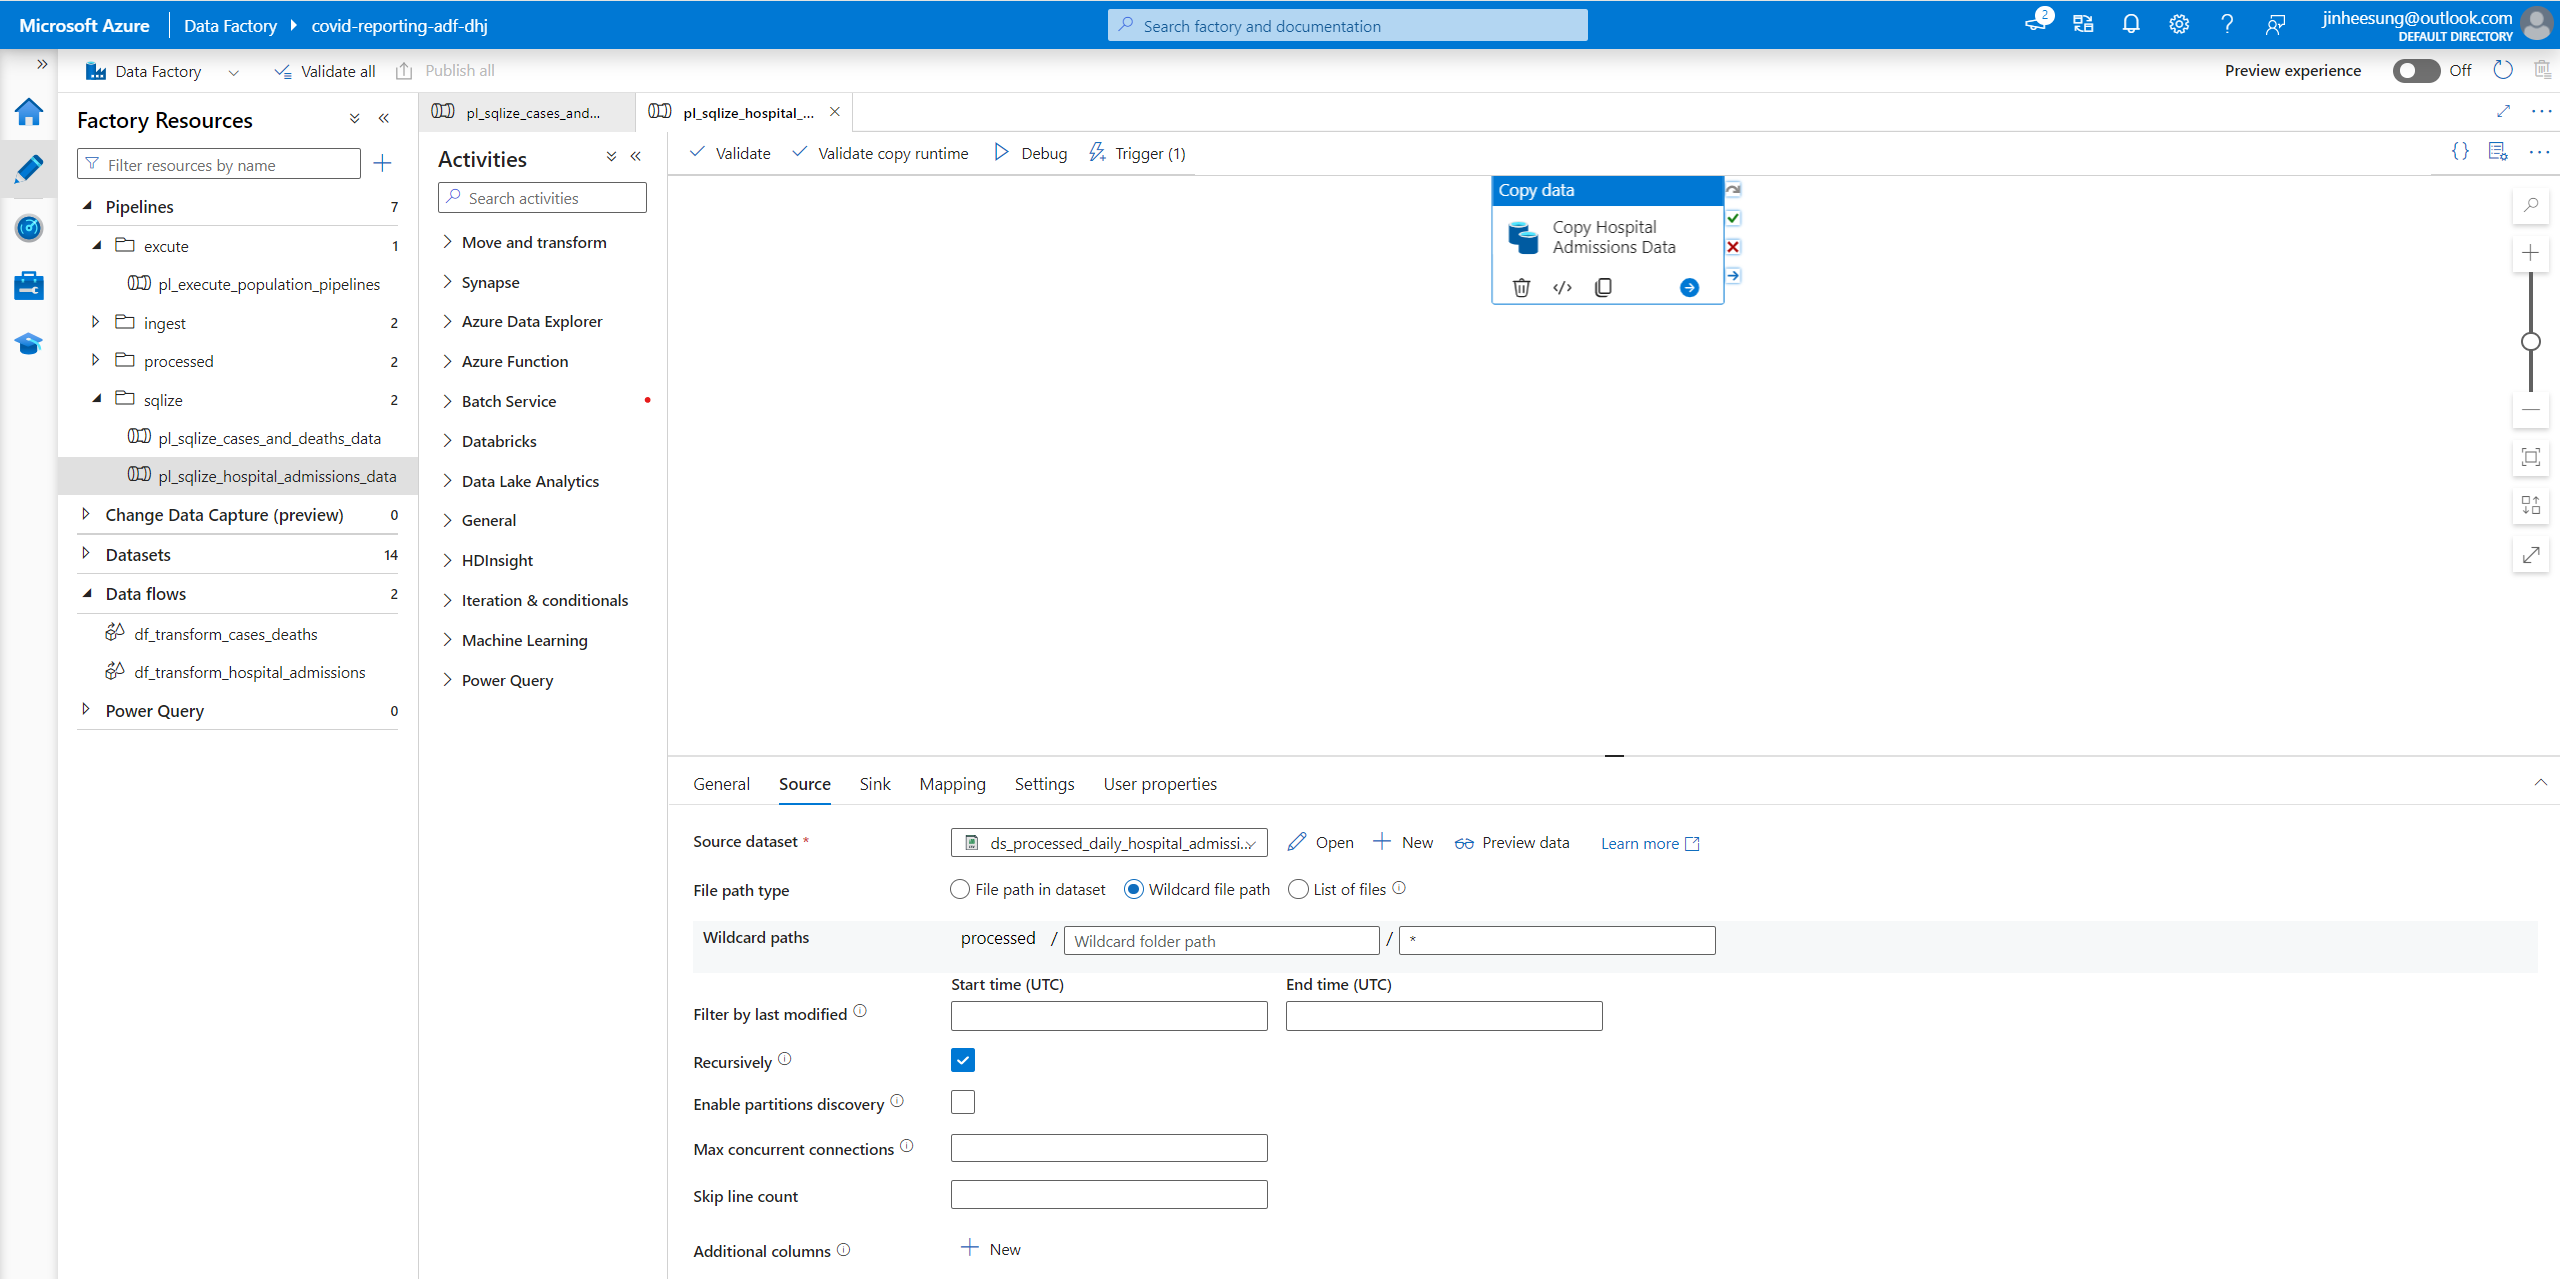 Microsoft Azure
Data Factory
covid-reporting-adf-dhj
Search factory and documentation
2
jinheesung@outlook.com
DEFAULT DIRECTORY
Data Factory
Validate all
Publish all
Preview experience
Off
Factory Resources
Filter resources by name
Pipelines 7
excute 1
pl_execute_population_pipelines
ingest 2
processed 2
sqlize 2
pl_sqlize_cases_and_deaths_data
pl_sqlize_hospital_admissions_data
Change Data Capture (preview) 0
Datasets 14
Data flows 2
df_transform_cases_deaths
df_transform_hospital_admissions
Power Query 0
pl_sqlize_cases_and...
pl_sqlize_hospital_...
Activities
Search activities
Move and transform
Synapse
Azure Data Explorer
Azure Function
Batch Service
Databricks
Data Lake Analytics
General
HDInsight
Iteration & conditionals
Machine Learning
Power Query
Validate
Validate copy runtime
Debug
Trigger (1)
Copy data
Copy Hospital
Admissions Data
General
Source
Sink
Mapping
Settings
User properties
Source dataset *
ds_processed_daily_hospital_admissi...
Open
New
Preview data
Learn more
File path type
File path in dataset
Wildcard file path
List of files
Wildcard paths
processed / Wildcard folder path / *
Start time (UTC)
End time (UTC)
Filter by last modified
Recursively
Enable partitions discovery
Max concurrent connections
Skip line count
Additional columns
New